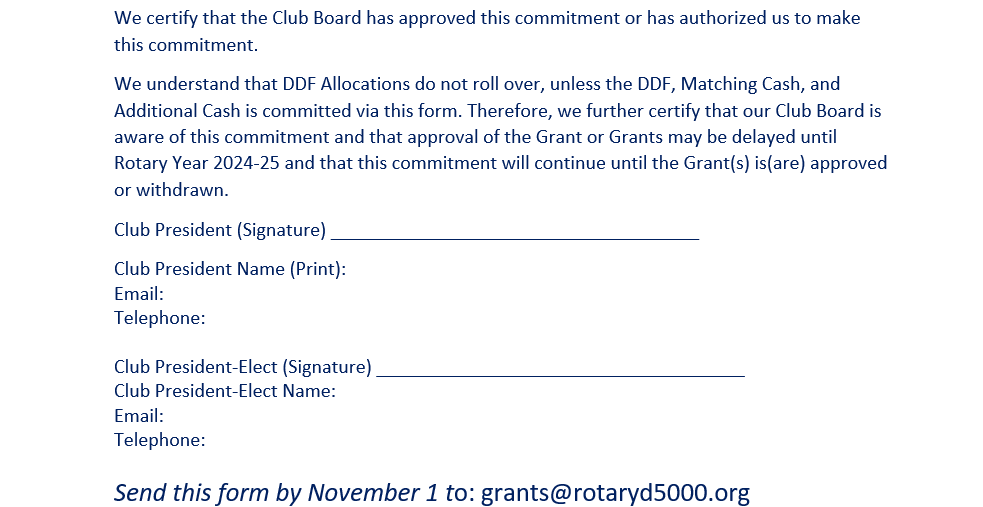 We certify that the Club Board has approved this commitment or has authorized us to make
this commitment.
We understand that DDF Allocations do not roll over, unless the DDF, Matching Cash, and
Additional Cash is committed via this form. Therefore, we further certify that our Club Board is
aware of this commitment and that approval of the Grant or Grants may be delayed until
Rotary Year 2024-25 and that this commitment will continue until the Grant(s) is(are) approved
or withdrawn.
Club President (Signature) ______________________________________
Club President Name (Print):
Email:
Telephone:
Club President-Elect (Signature) ______________________________________
Club President-Elect Name:
Email:
Telephone:
Send this form by November 1 to: grants@rotaryd5000.org